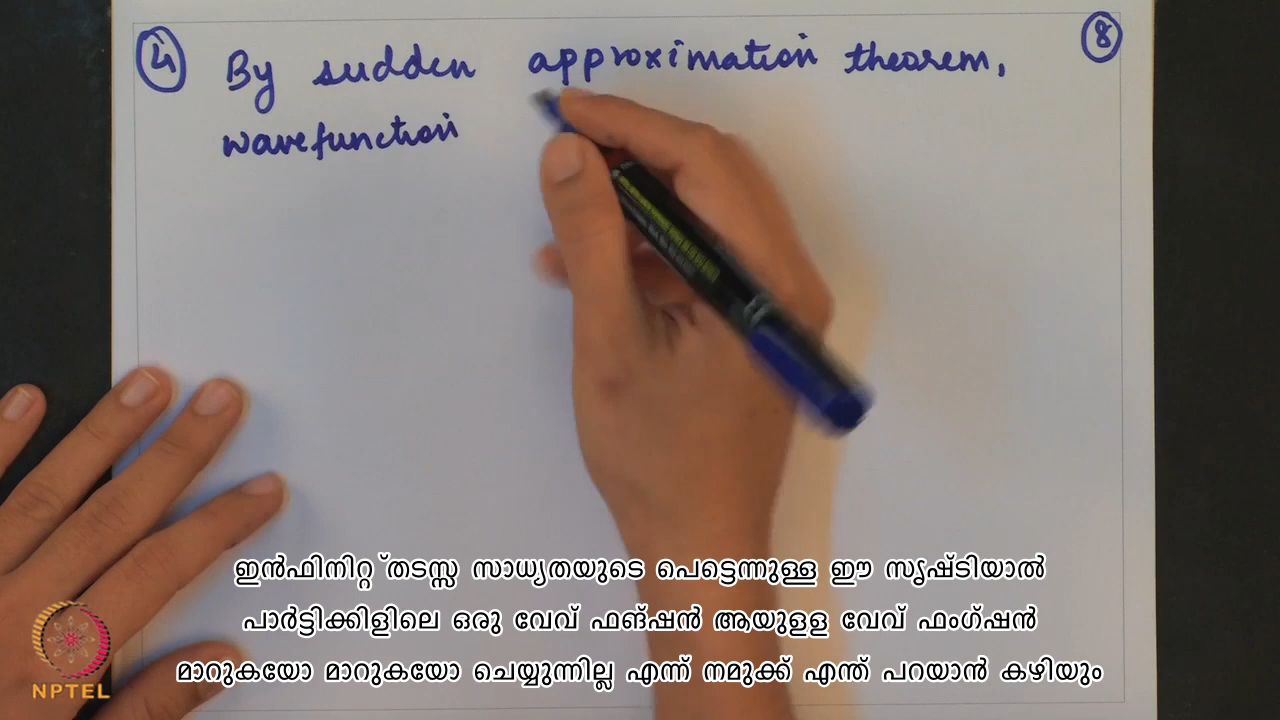 4 By sudden approximation theorem, 8
wavefunction
ഇൻഫിനിറ്റ് തടസ്സ സാധ്യതയുടെ പെട്ടെന്നുള്ള ഈ സൃഷ്ടിയാൽ
പാർട്ടിക്കിളിലെ ഒരു വേവ് ഫങ്ഷൻ ആയുളള വേവ് ഫംഗ്ഷൻ
മാറുകയോ മാറുകയോ ചെയ്യുന്നില്ല എന്ന് നമുക്ക് എന്ത് പറയാൻ കഴിയും
NPTEL